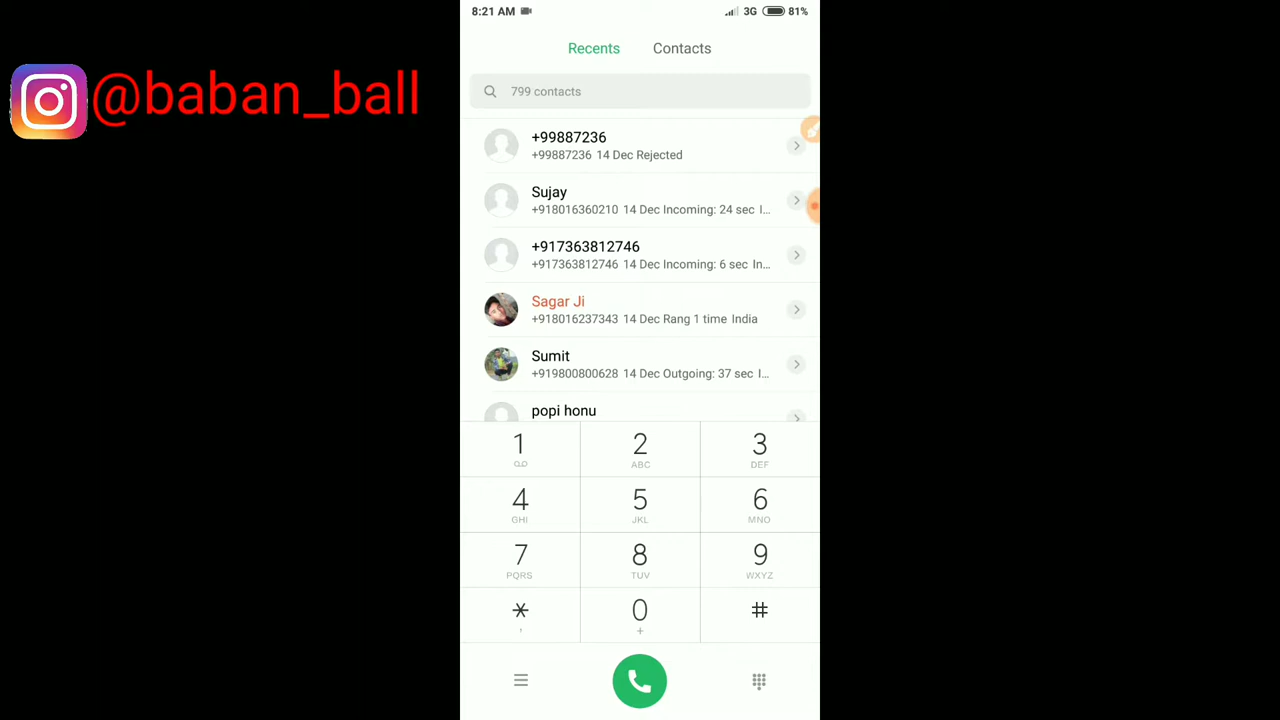 @baban_ball
8:21 AM
3G 81%
Recents Contacts
799 contacts
+99887236
+99887236 14 Dec Rejected
Sujay
+918016360210 14 Dec Incoming: 24 sec I...
+917363812746
+917363812746 14 Dec Incoming: 6 sec In...
Sagar Ji
+918016237343 14 Dec Rang 1 time India
Sumit
+919800800628 14 Dec Outgoing: 37 sec I...
popi honu
1 2 3
ABC DEF
4 5 6
GHI JKL MNO
7 8 9
PQRS TUV WXYZ
* 0 #
, +